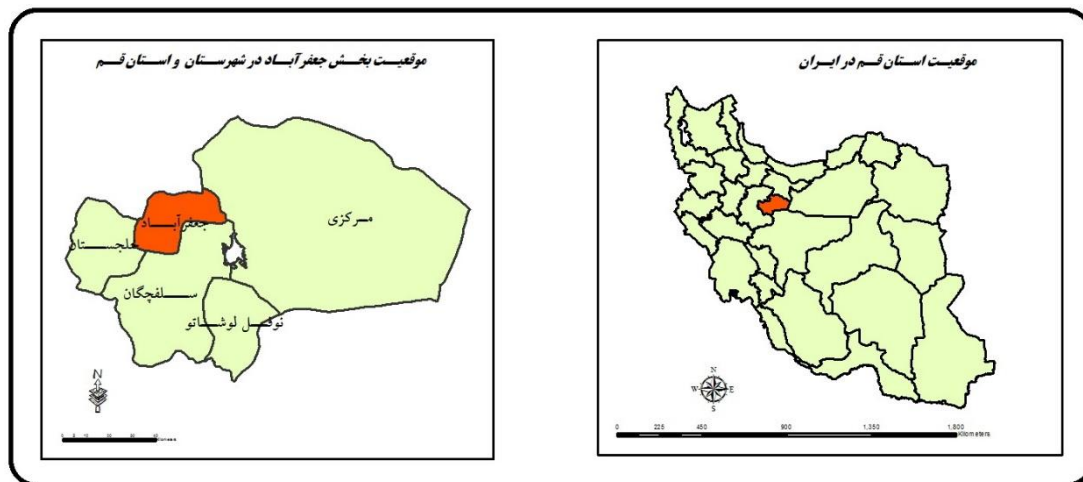 موقعیت استان قم در ایران
موقعیت بخش جعفرآباد در شهرستان و استان قم
مرکزی
جعفرآباد
خلجستان
سلفچگان
نوفل لوشاتو
N
N
W E
S
0 225 450 900 1,350 1,800
Kilometers